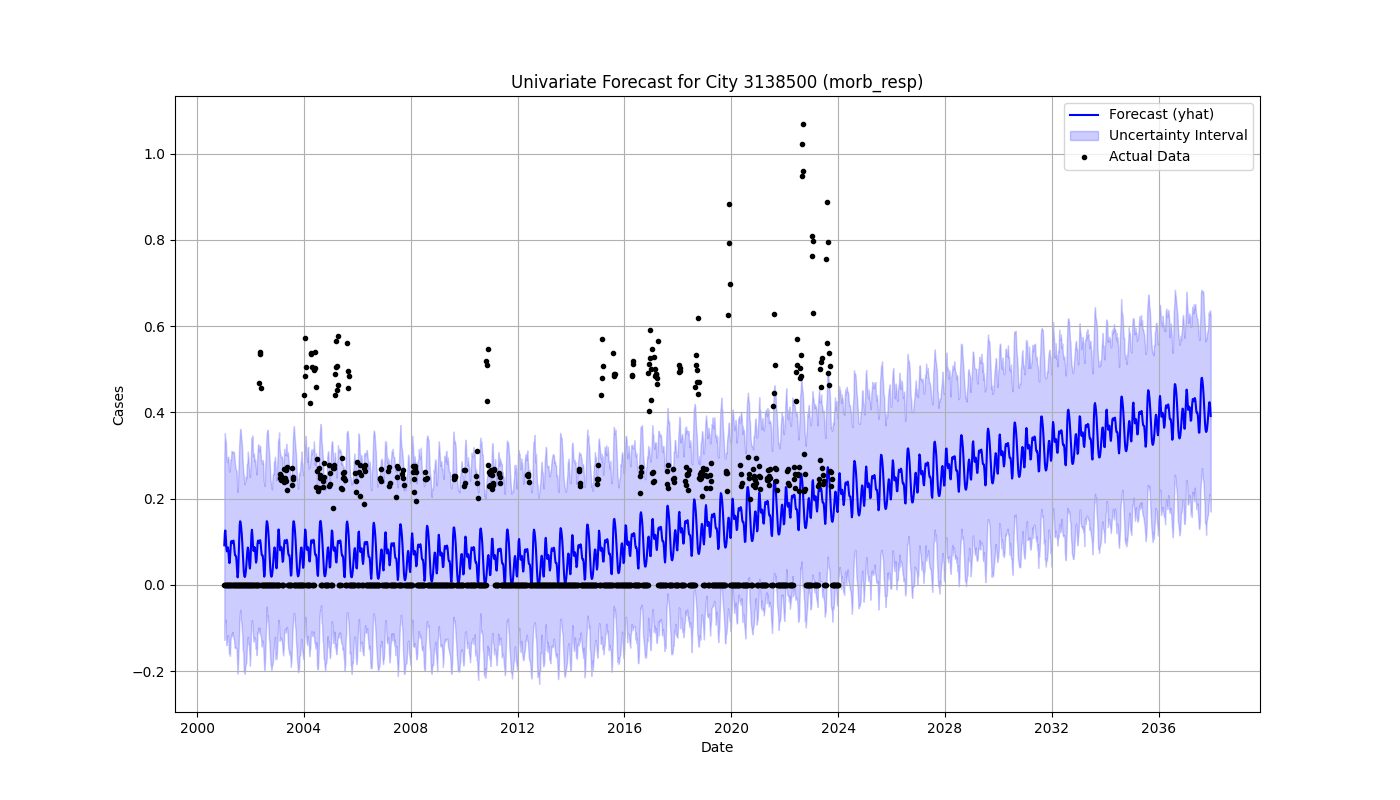 Univariate Forecast for City 3138500 (morb_resp)
Forecast (yhat)
Uncertainty Interval
Actual Data
Cases
1.0
0.8
0.6
0.4
0.2
0.0
−0.2
2000 2004 2008 2012 2016 2020 2024 2028 2032 2036
Date